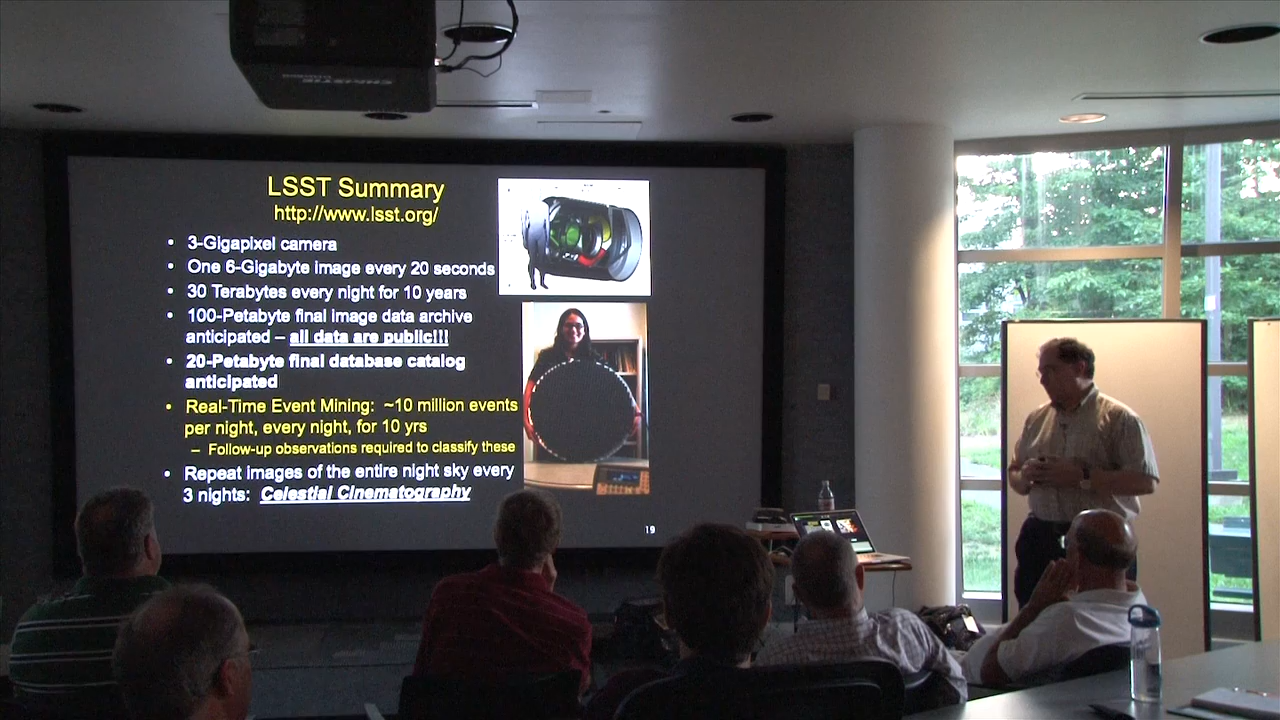 CHRISTIE
LSST Summary
http://www.lsst.org/
• 3-Gigapixel camera
• One 6-Gigabyte image every 20 seconds
• 30 Terabytes every night for 10 years
• 100-Petabyte final image data archive
anticipated – all data are public!!!
• 20-Petabyte final database catalog
anticipated
• Real-Time Event Mining: ~10 million events
per night, every night, for 10 yrs
– Follow-up observations required to classify these
• Repeat images of the entire night sky every
3 nights: Celestial Cinematography
19